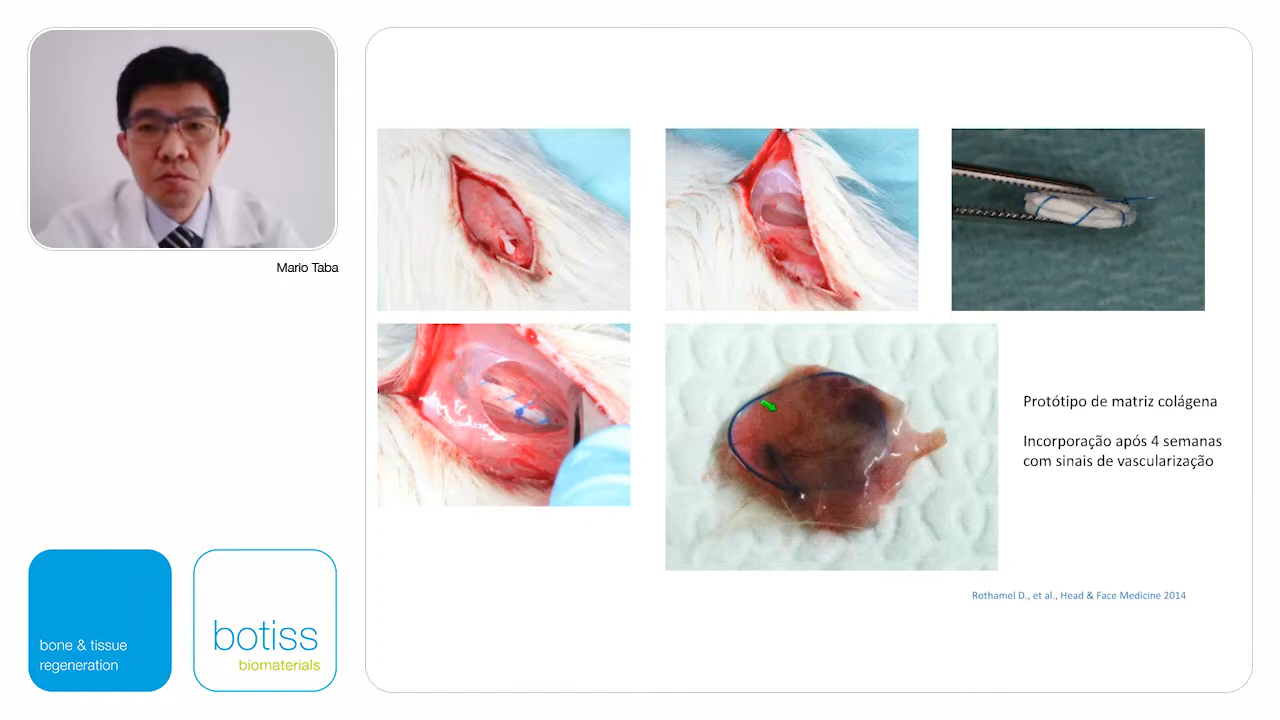 Mario Taba
bone & tissue
regeneration
botiss
biomaterials
Protótipo de matriz colágena
Incorporação após 4 semanas
com sinais de vascularização
Rothamel D., et al., Head & Face Medicine 2014